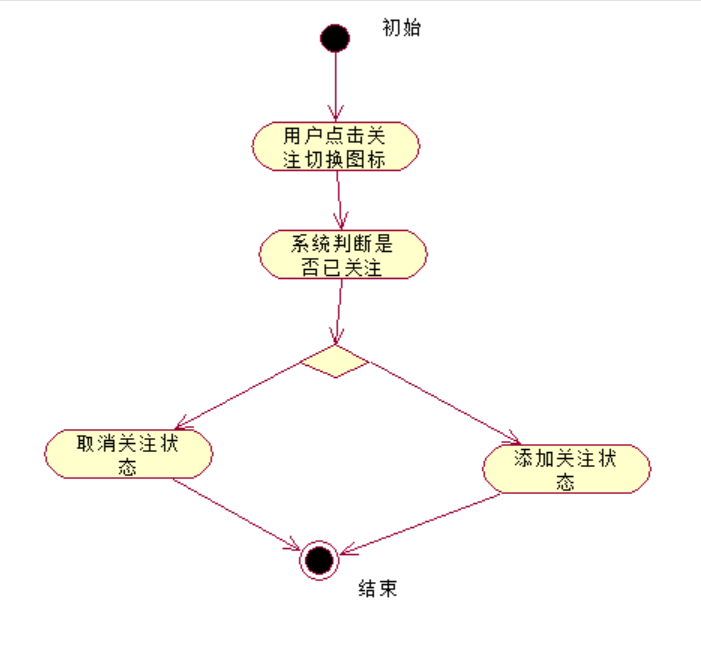 初始
用户点击关
注切换图标
系统判断是
否已关注
取消关注状
态
添加关注状
态
结束